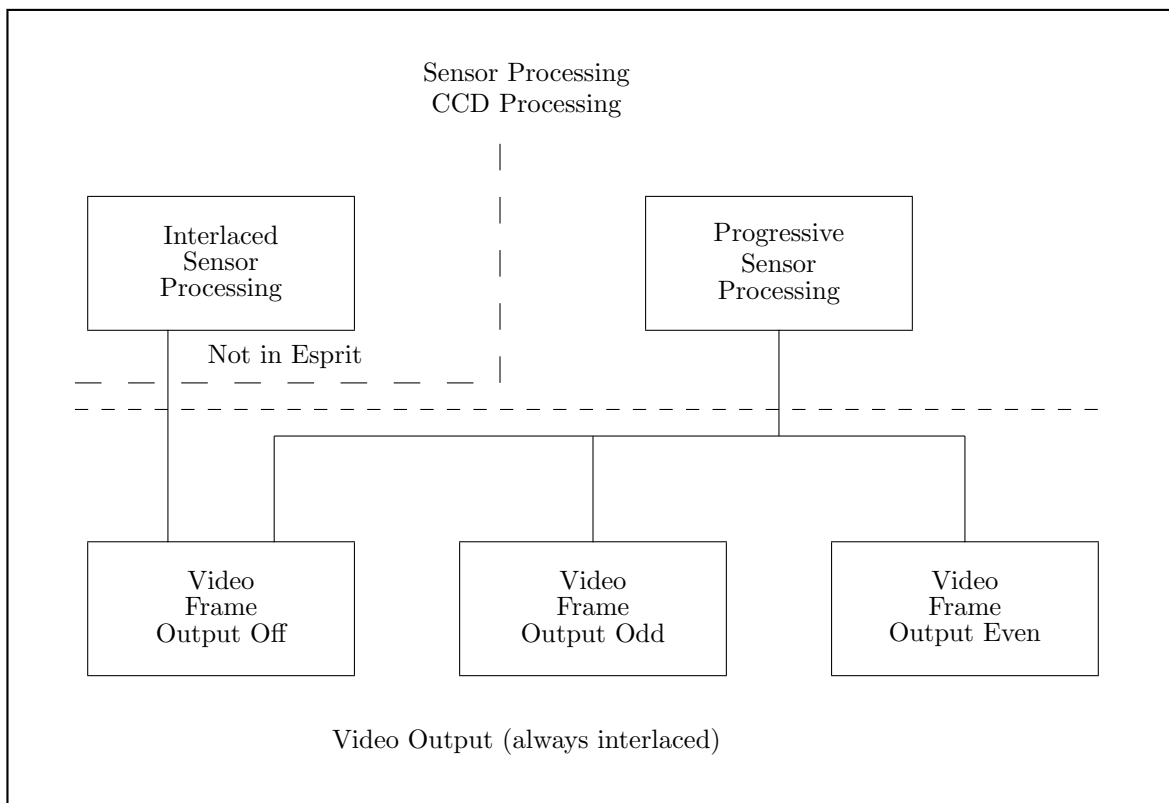 Sensor Processing
CCD Processing
Interlaced
Sensor
Processing
Progressive
Sensor
Processing
Not in Esprit
Video
Frame
Output Off
Video
Frame
Output Odd
Video
Frame
Output Even
Video Output (always interlaced)